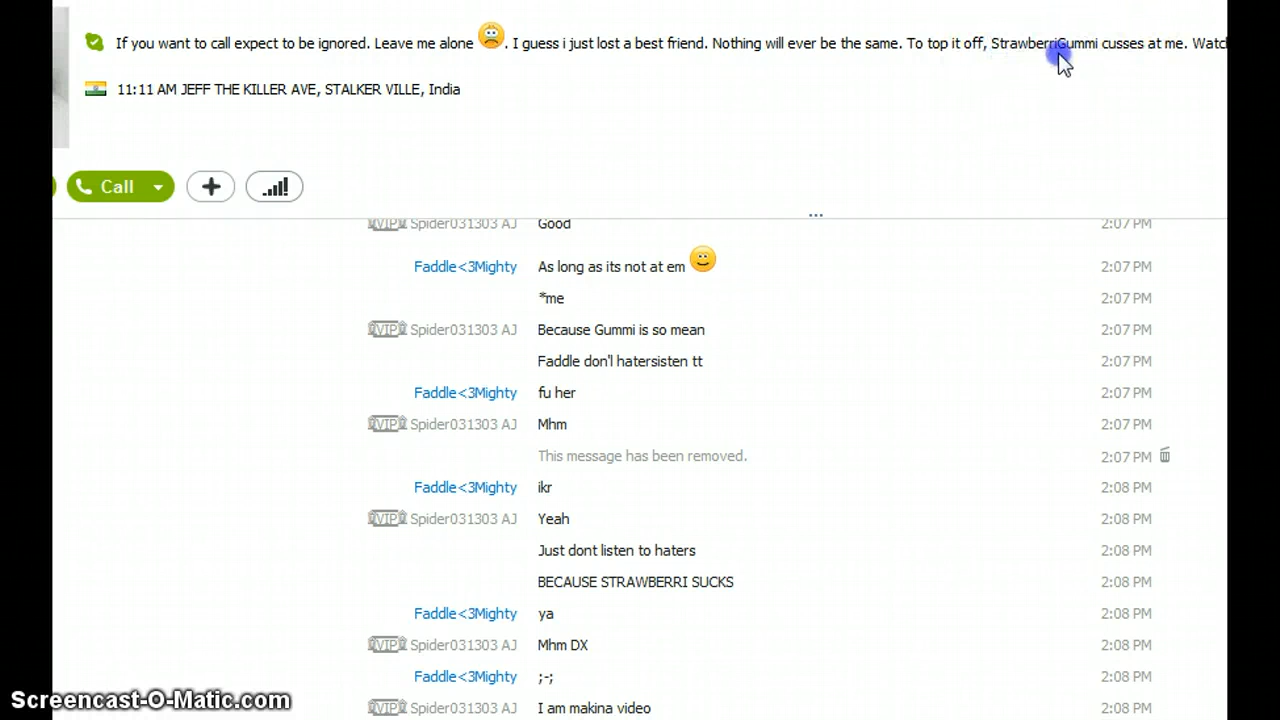 If you want to call expect to be ignored. Leave me alone . I guess i just lost a best friend. Nothing will ever be the same. To top it off, StrawberriGummi cusses at me. Watch
11:11 AM JEFF THE KILLER AVE, STALKER VILLE, India
Call
VIP Spider031303 AJ Good 2:07 PM
Faddle<3Mighty As long as its not at em 2:07 PM
*me 2:07 PM
VIP Spider031303 AJ Because Gummi is so mean 2:07 PM
Faddle don'l hatersisten tt 2:07 PM
Faddle<3Mighty fu her 2:07 PM
VIP Spider031303 AJ Mhm 2:07 PM
This message has been removed. 2:07 PM
Faddle<3Mighty ikr 2:08 PM
VIP Spider031303 AJ Yeah 2:08 PM
Just dont listen to haters 2:08 PM
BECAUSE STRAWBERRI SUCKS 2:08 PM
Faddle<3Mighty ya 2:08 PM
VIP Spider031303 AJ Mhm DX 2:08 PM
Faddle<3Mighty ;-; 2:08 PM
VIP Spider031303 AJ I am makina video 2:08 PM
Screencast-O-Matic.com